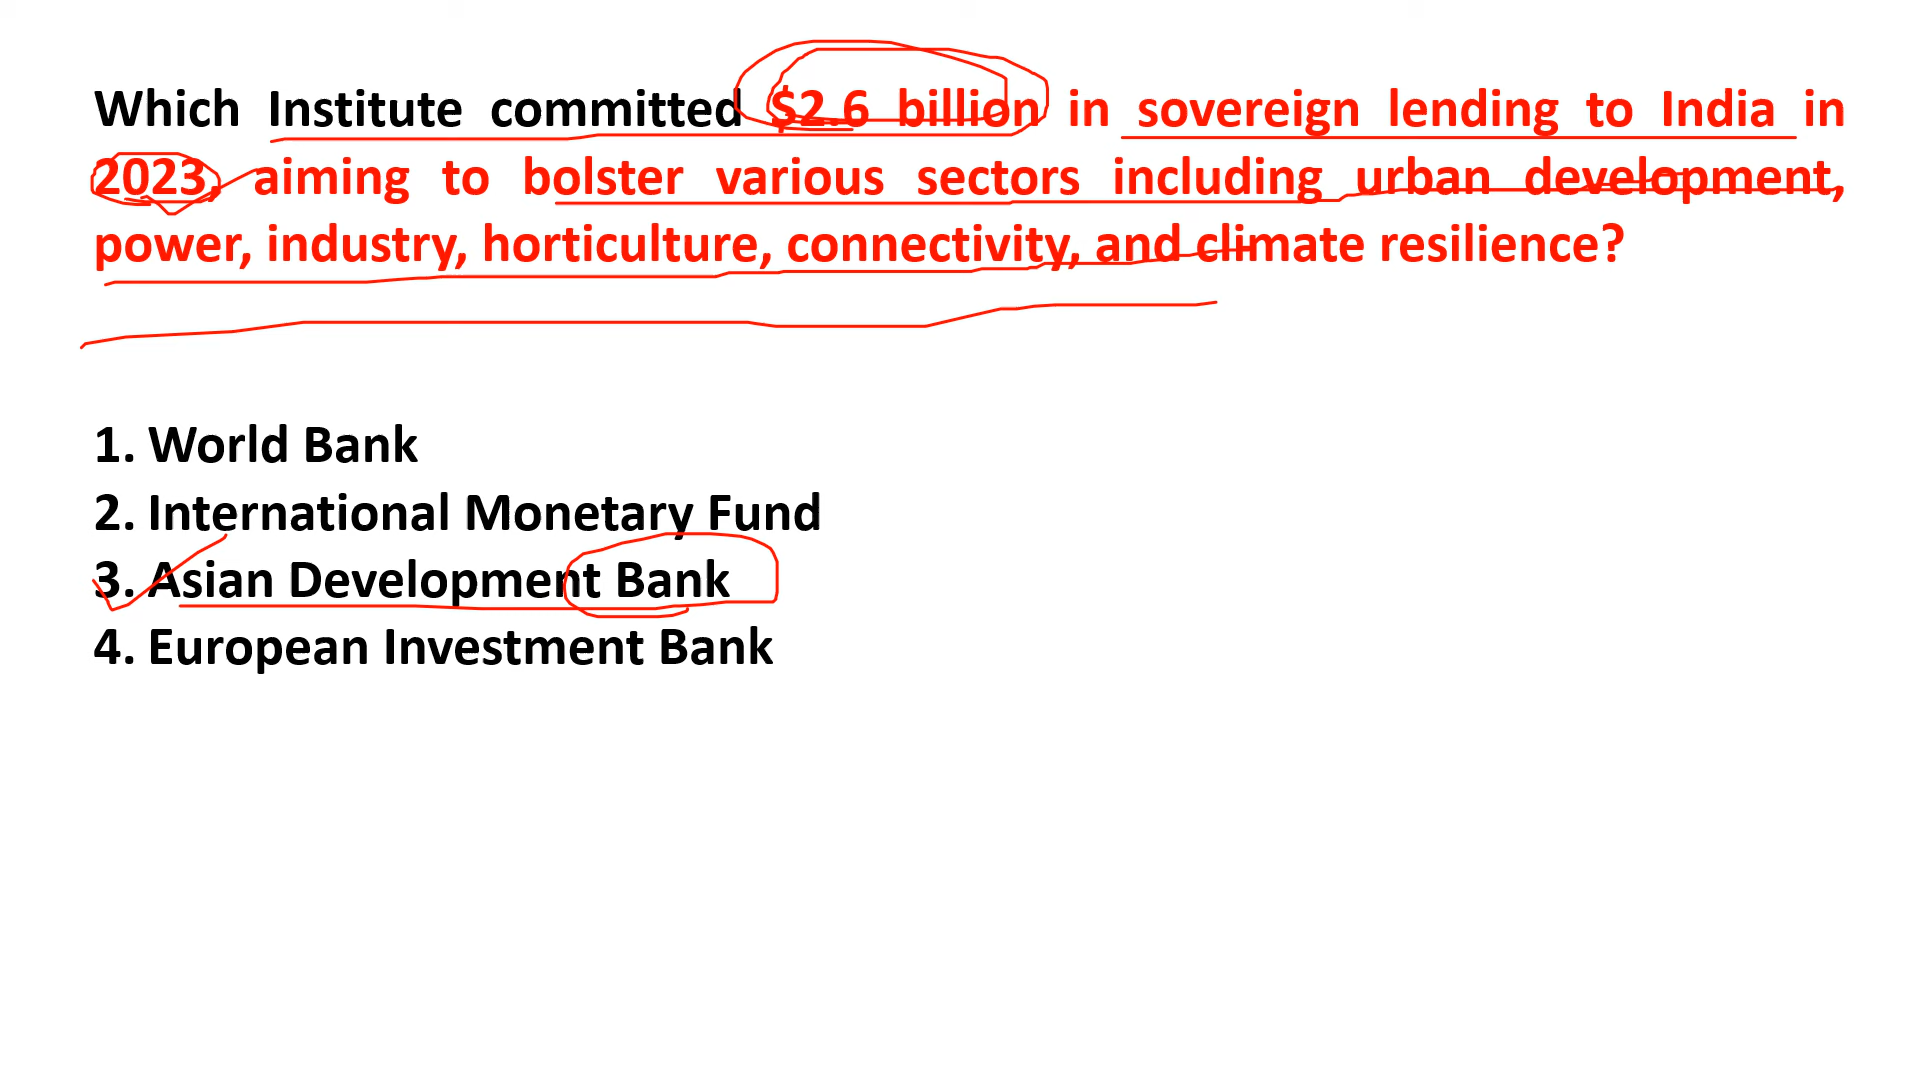 Which Institute committed $2.6 billion in sovereign lending to India in
2023, aiming to bolster various sectors including urban development,
power, industry, horticulture, connectivity, and climate resilience?
1. World Bank
2. International Monetary Fund
3. Asian Development Bank
4. European Investment Bank